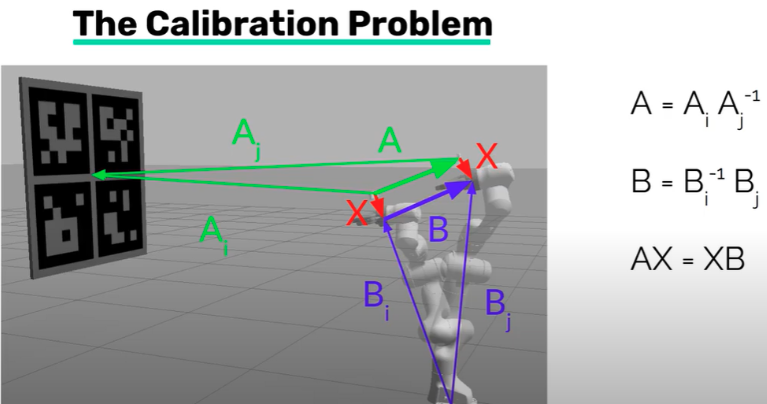 The Calibration Problem
A_j A X
X
A_i
B
B_i B_j
A = A_i A_j^-1
B = B_i^-1 B_j
AX = XB